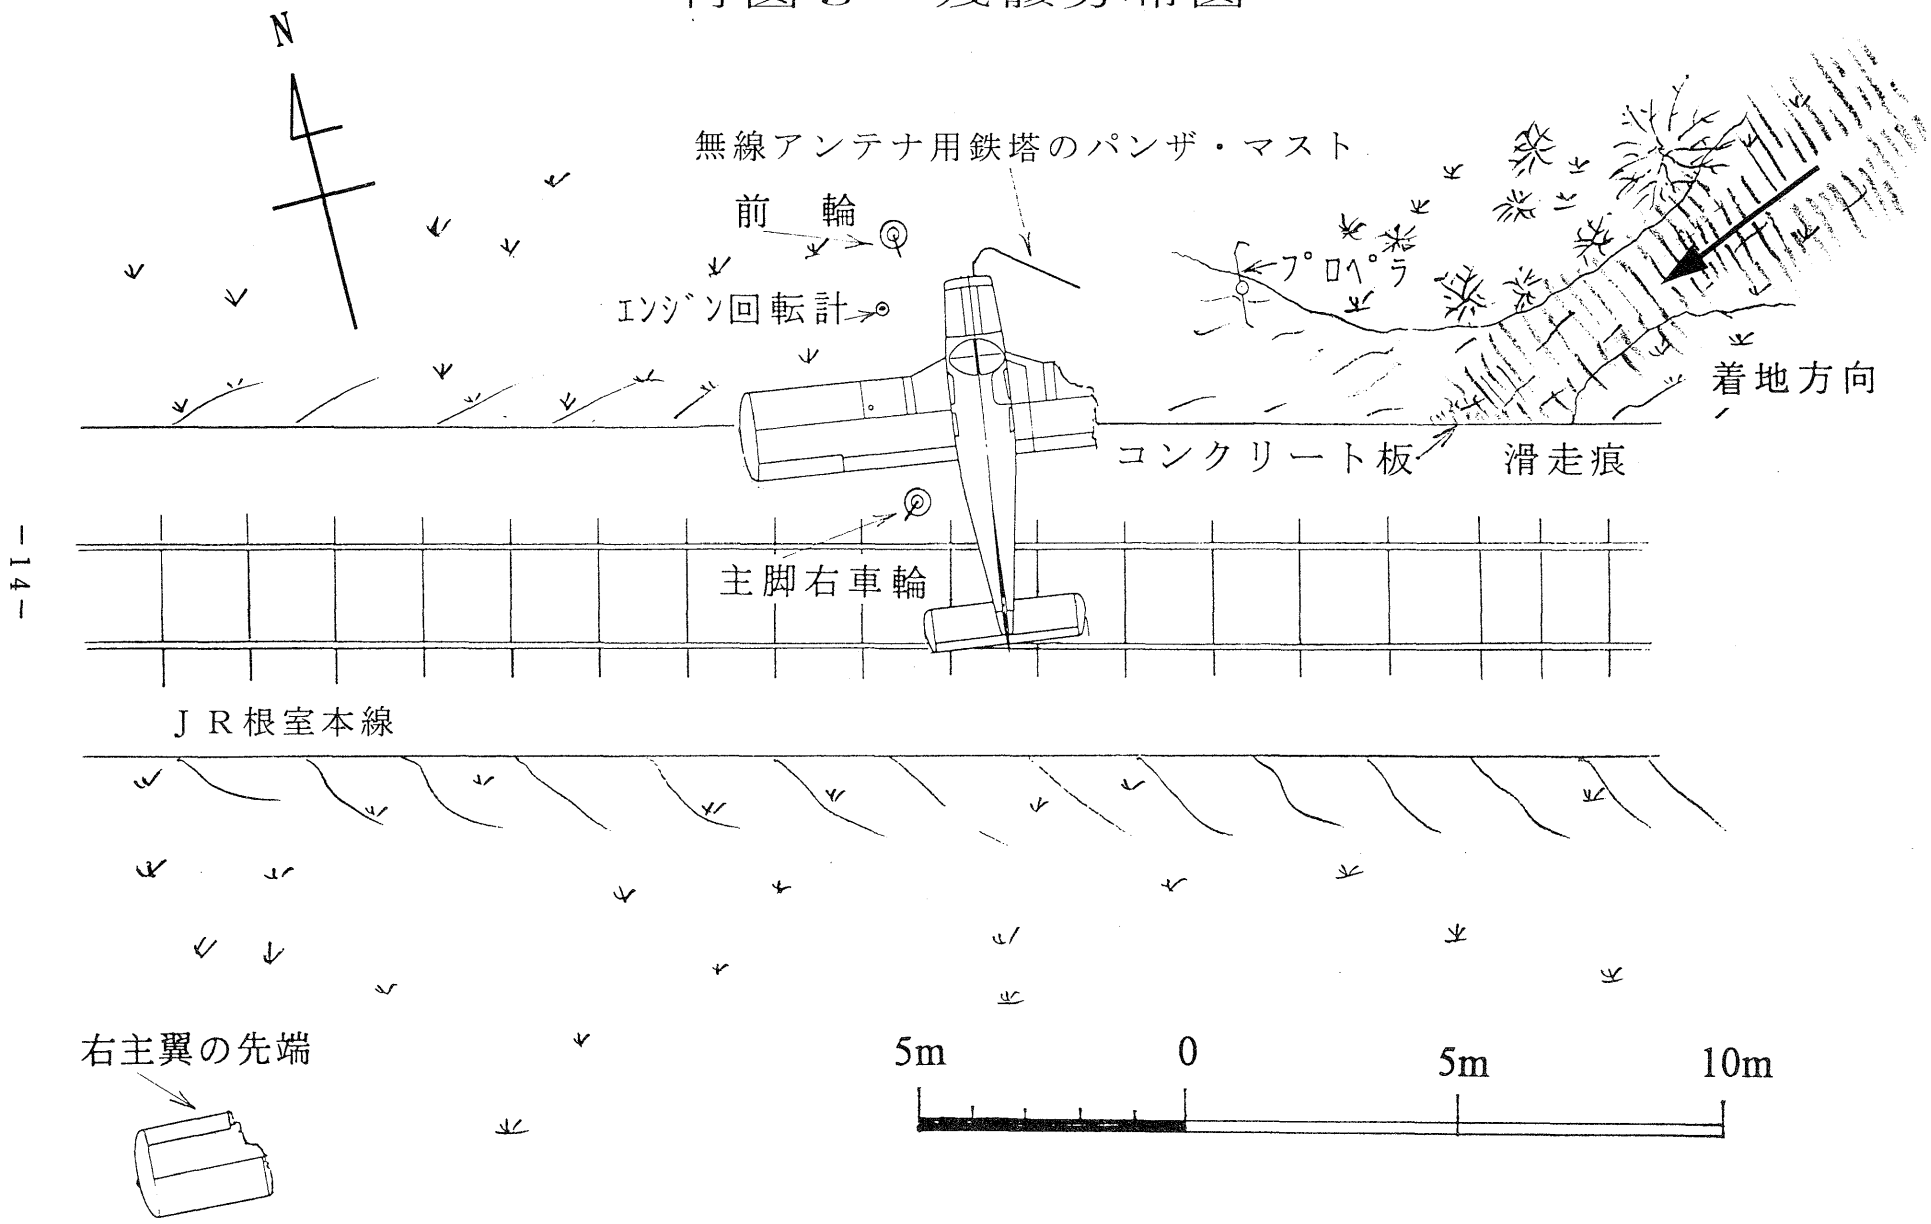 N
無線アンテナ用鉄塔のパンザ・マスト
前 輪
プロペラ
エンジン回転計
着地方向
コンクリート板
滑走痕
主脚右車輪
ＪＲ根室本線
右主翼の先端
5m 0 5m 10m
-14-